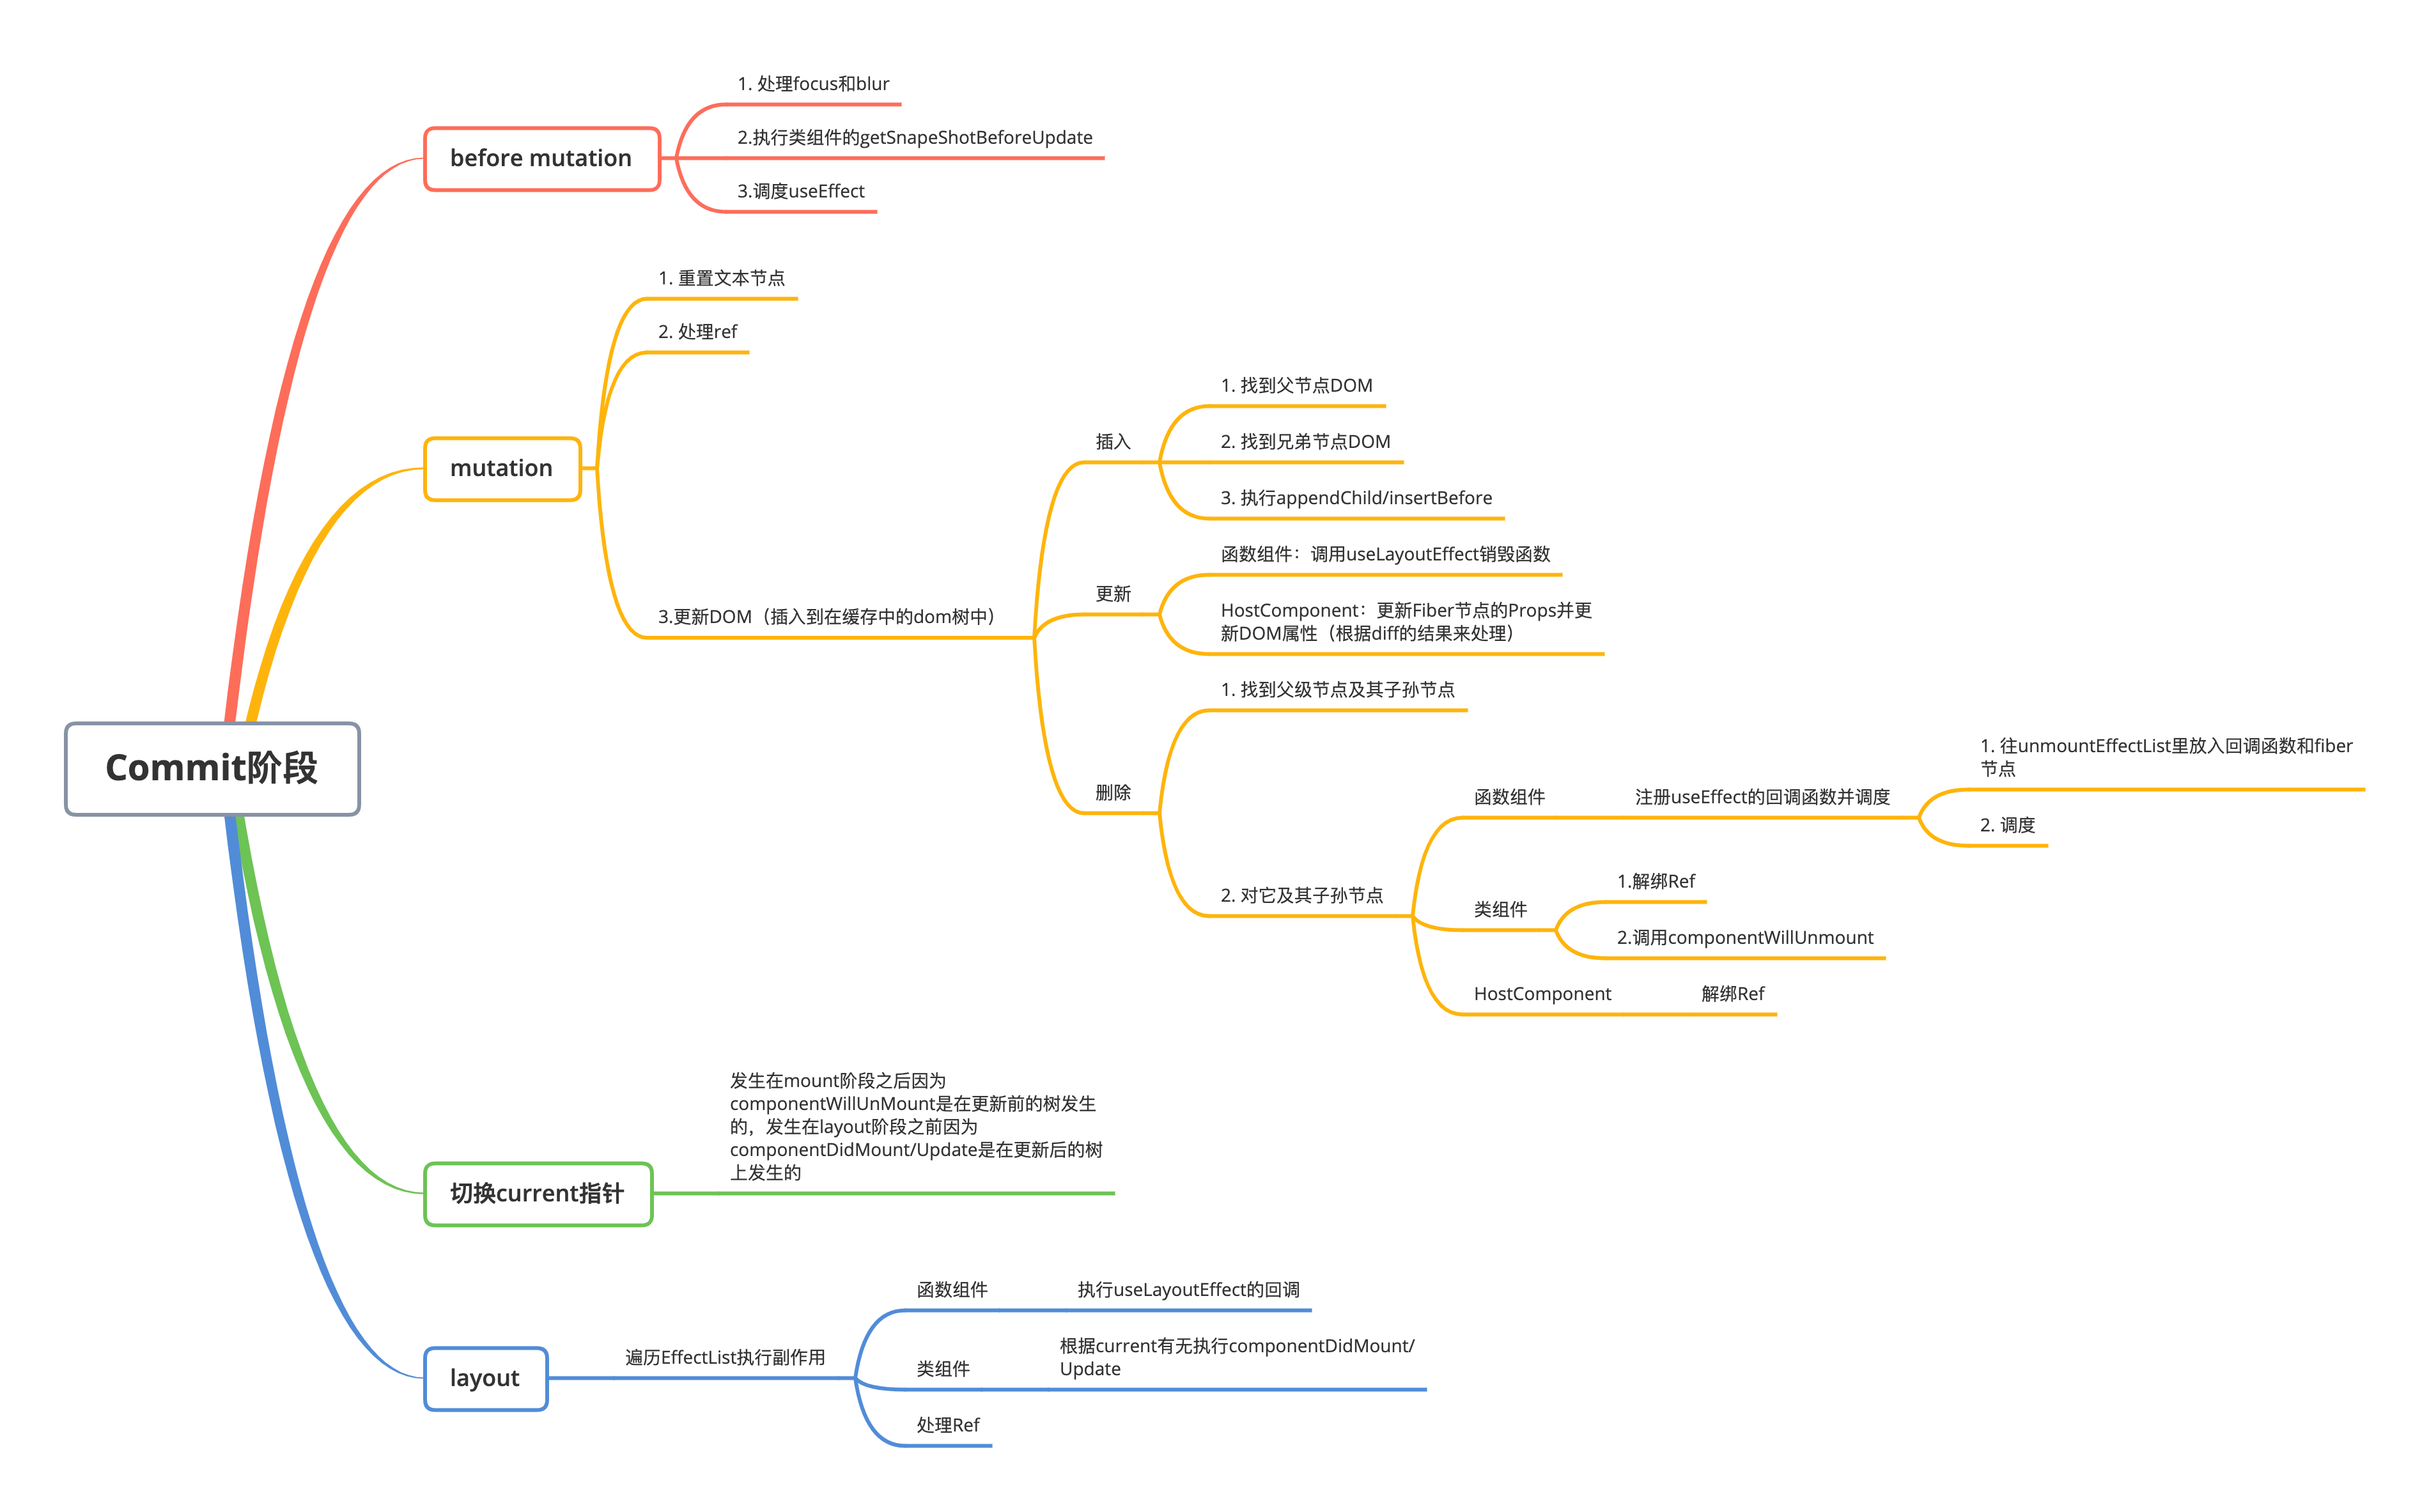 Commit阶段
before mutation
1. 处理focus和blur
2.执行类组件的getSnapeShotBeforeUpdate
3.调度useEffect
mutation
1. 重置文本节点
2. 处理ref
3.更新DOM（插入到在缓存中的dom树中）
插入
1. 找到父节点DOM
2. 找到兄弟节点DOM
3. 执行appendChild/insertBefore
更新
函数组件：调用useLayoutEffect销毁函数
HostComponent：更新Fiber节点的Props并更
新DOM属性（根据diff的结果来处理）
删除
1. 找到父级节点及其子孙节点
2. 对它及其子孙节点
函数组件
注册useEffect的回调函数并调度
1. 往unmountEffectList里放入回调函数和fiber
节点
2. 调度
类组件
1.解绑Ref
2.调用componentWillUnmount
HostComponent
解绑Ref
切换current指针
发生在mount阶段之后因为
componentWillUnMount是在更新前的树发生
的，发生在layout阶段之前因为
componentDidMount/Update是在更新后的树
上发生的
layout
遍历EffectList执行副作用
函数组件
执行useLayoutEffect的回调
类组件
根据current有无执行componentDidMount/
Update
处理Ref